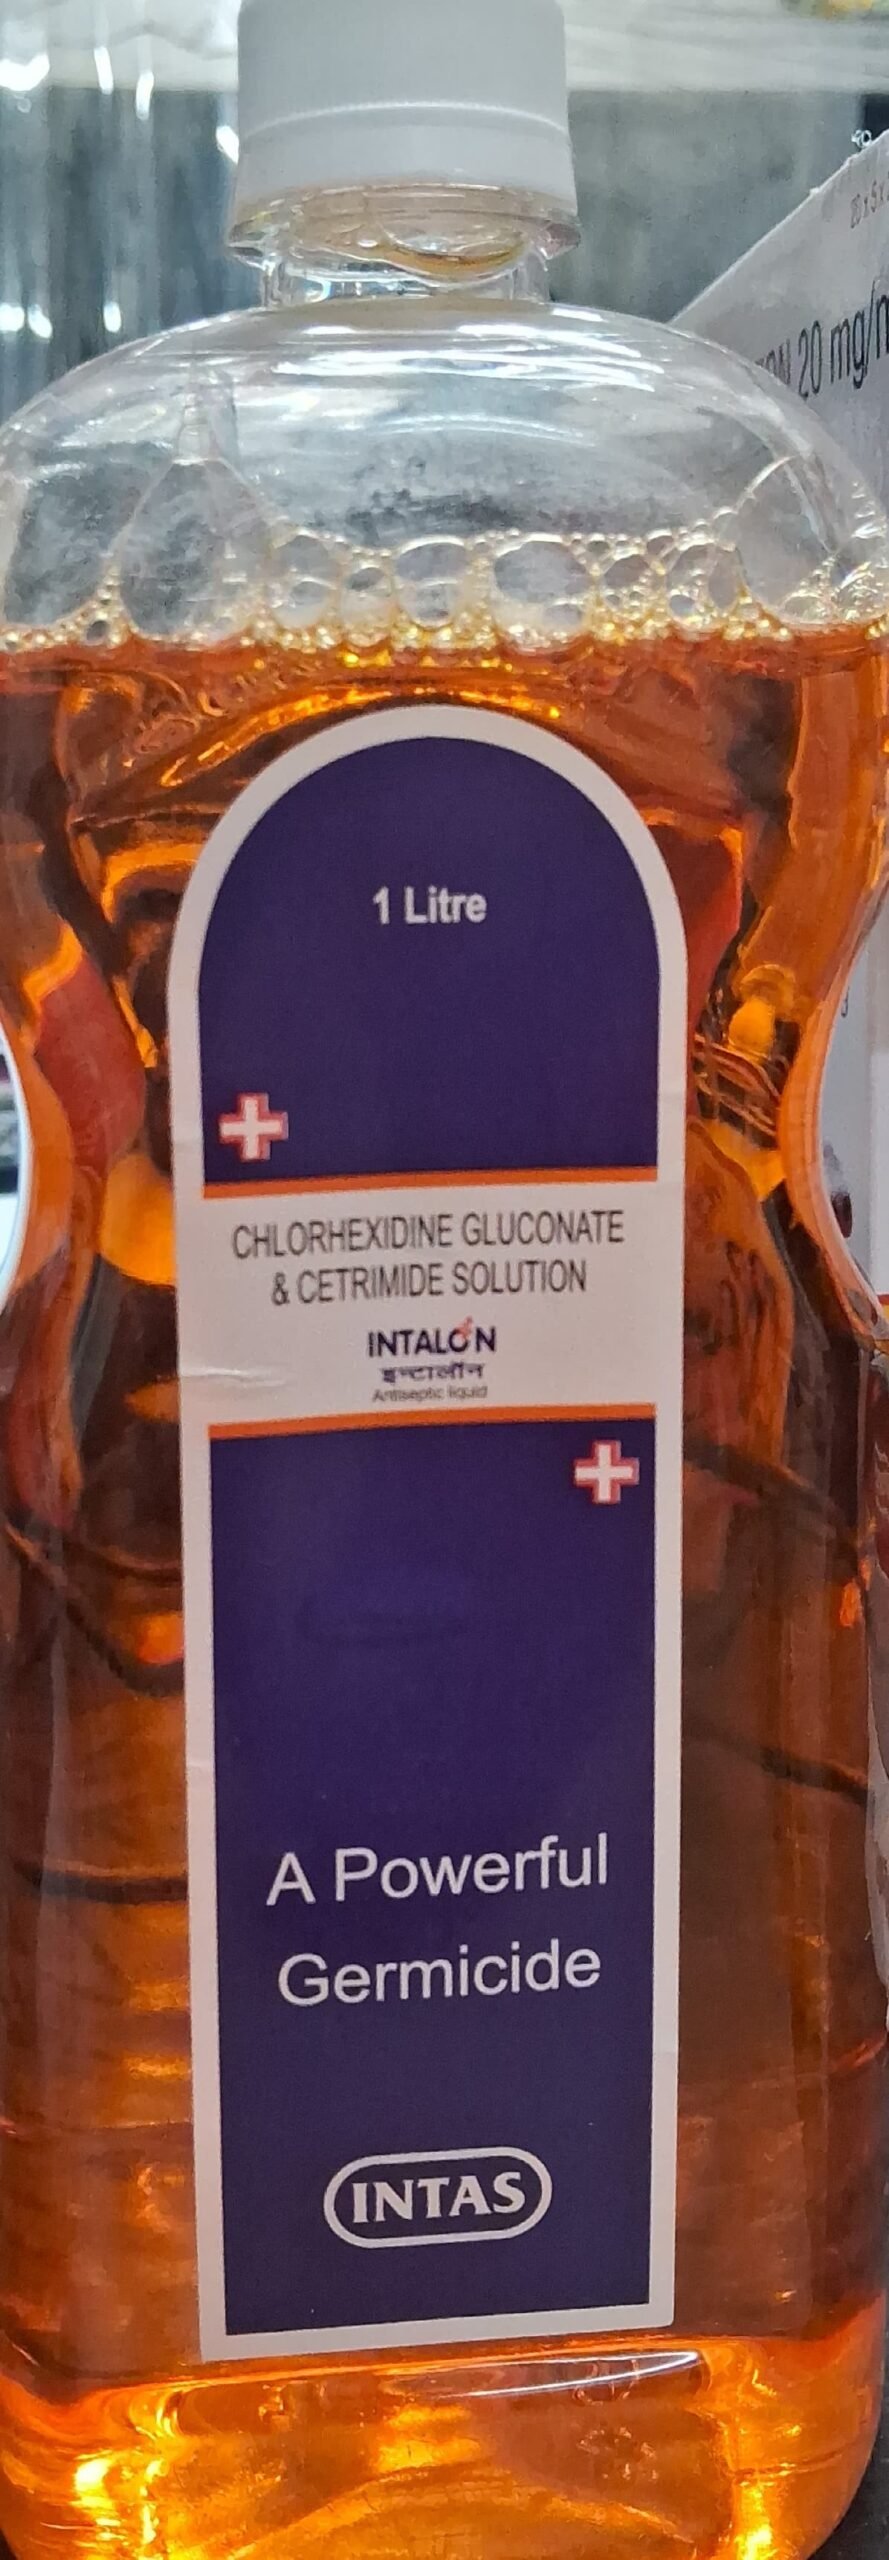 20 mg/m
1 Litre
CHLORHEXIDINE GLUCONATE
& CETRIMIDE SOLUTION
INTALON
इन्टालॉन
Antiseptic liquid
A Powerful
Germicide
INTAS